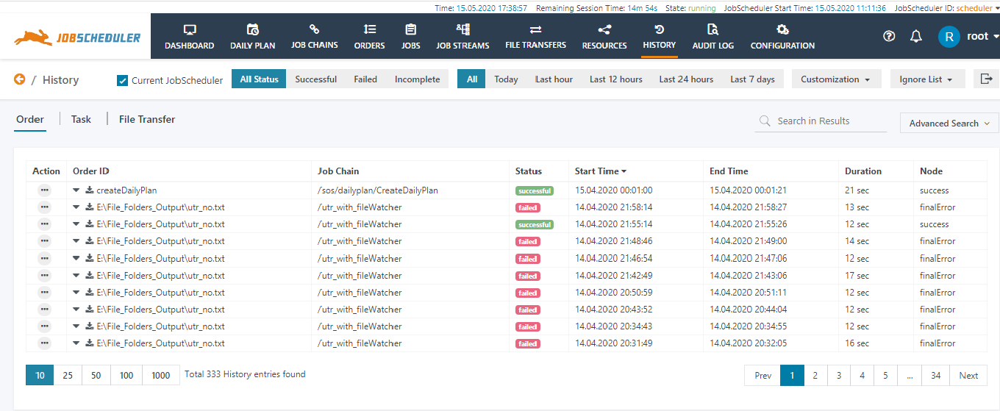 Time: 15.05.2020 17:38:57 Remaining Session Time: 14m 54s State: running JobScheduler Start Time: 15.05.2020 11:11:36 JobScheduler ID: scheduler
JOBSCHEDULER DASHBOARD DAILY PLAN JOB CHAINS ORDERS JOBS JOB STREAMS FILE TRANSFERS RESOURCES HISTORY AUDIT LOG CONFIGURATION R root
/ History Current JobScheduler All Status Successful Failed Incomplete All Today Last hour Last 12 hours Last 24 hours Last 7 days Customization Ignore List
Order Task File Transfer Search in Results Advanced Search
Action Order ID Job Chain Status Start Time End Time Duration Node
createDailyPlan /sos/dailyplan/CreateDailyPlan successful 15.04.2020 00:01:00 15.04.2020 00:01:21 21 sec success
E:\File_Folders_Output\utr_no.txt /utr_with_fileWatcher failed 14.04.2020 21:58:14 14.04.2020 21:58:27 13 sec finalError
E:\File_Folders_Output\utr_no.txt /utr_with_fileWatcher successful 14.04.2020 21:55:14 14.04.2020 21:55:26 12 sec success
E:\File_Folders_Output\utr_no.txt /utr_with_fileWatcher failed 14.04.2020 21:48:46 14.04.2020 21:49:00 14 sec finalError
E:\File_Folders_Output\utr_no.txt /utr_with_fileWatcher failed 14.04.2020 21:46:54 14.04.2020 21:47:06 12 sec finalError
E:\File_Folders_Output\utr_no.txt /utr_with_fileWatcher failed 14.04.2020 21:42:49 14.04.2020 21:43:06 17 sec finalError
E:\File_Folders_Output\utr_no.txt /utr_with_fileWatcher failed 14.04.2020 20:50:59 14.04.2020 20:51:11 12 sec finalError
E:\File_Folders_Output\utr_no.txt /utr_with_fileWatcher failed 14.04.2020 20:43:52 14.04.2020 20:44:04 12 sec finalError
E:\File_Folders_Output\utr_no.txt /utr_with_fileWatcher failed 14.04.2020 20:34:43 14.04.2020 20:34:55 12 sec finalError
E:\File_Folders_Output\utr_no.txt /utr_with_fileWatcher failed 14.04.2020 20:31:49 14.04.2020 20:32:05 16 sec finalError
10 25 50 100 1000 Total 333 History entries found Prev 1 2 3 4 5 ... 34 Next